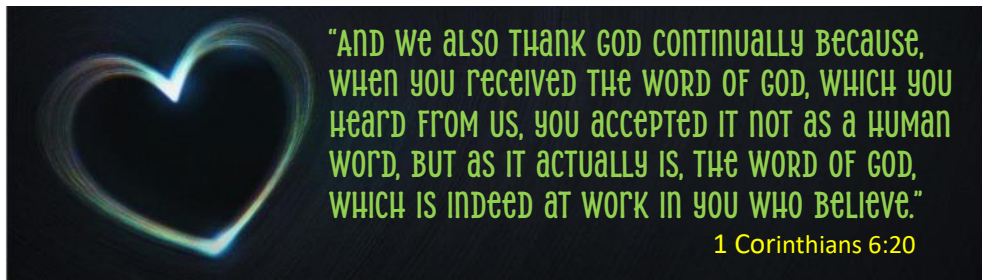 “And we also thank God continually because,
when you received the word of God, which you
heard from us, you accepted it not as a human
word, but as it actually is, the word of God,
which is indeed at work in you who believe.”
1 Corinthians 6:20